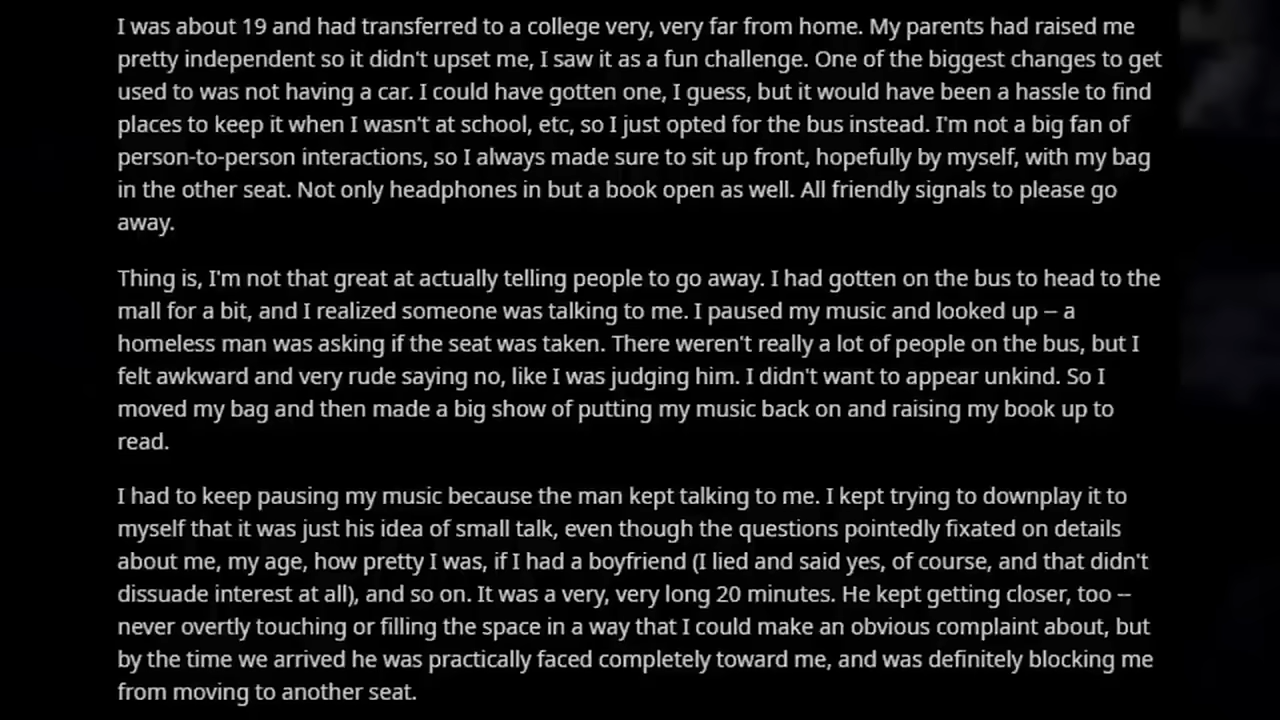 I was about 19 and had transferred to a college very, very far from home. My parents had raised me
pretty independent so it didn't upset me, I saw it as a fun challenge. One of the biggest changes to get
used to was not having a car. I could have gotten one, I guess, but it would have been a hassle to find
places to keep it when I wasn't at school, etc, so I just opted for the bus instead. I'm not a big fan of
person-to-person interactions, so I always made sure to sit up front, hopefully by myself, with my bag
in the other seat. Not only headphones in but a book open as well. All friendly signals to please go
away.
Thing is, I'm not that great at actually telling people to go away. I had gotten on the bus to head to the
mall for a bit, and I realized someone was talking to me. I paused my music and looked up – a
homeless man was asking if the seat was taken. There weren't really a lot of people on the bus, but I
felt awkward and very rude saying no, like I was judging him. I didn't want to appear unkind. So I
moved my bag and then made a big show of putting my music back on and raising my book up to
read.
I had to keep pausing my music because the man kept talking to me. I kept trying to downplay it to
myself that it was just his idea of small talk, even though the questions pointedly fixated on details
about me, my age, how pretty I was, if I had a boyfriend (I lied and said yes, of course, and that didn't
dissuade interest at all), and so on. It was a very, very long 20 minutes. He kept getting closer, too –
never overtly touching or filling the space in a way that I could make an obvious complaint about, but
by the time we arrived he was practically faced completely toward me, and was definitely blocking me
from moving to another seat.